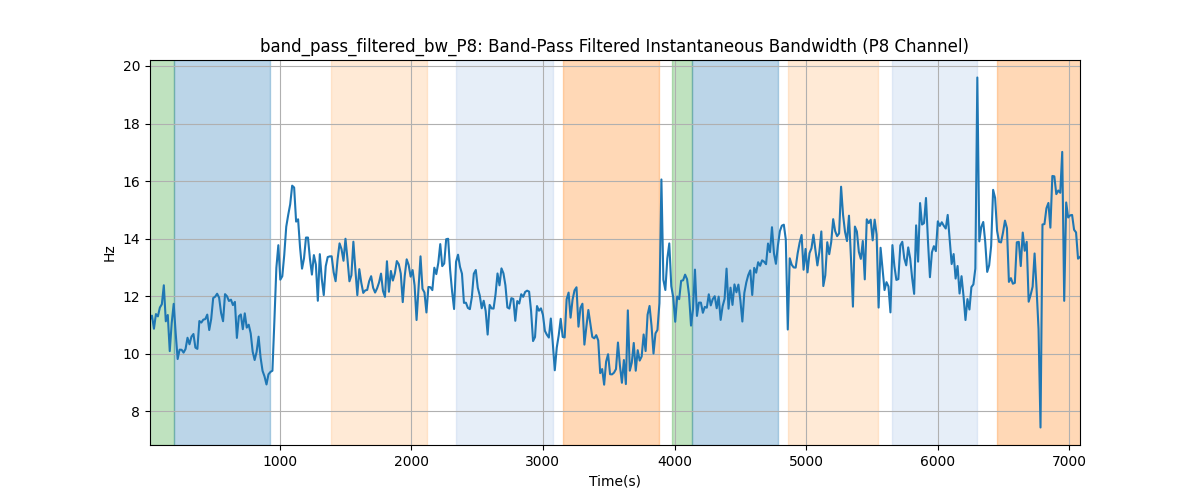 band_pass_filtered_bw_P8: Band-Pass Filtered Instantaneous Bandwidth (P8 Channel)
20
18
16
14
12
10
8
Hz
1000 2000 3000 4000 5000 6000 7000
Time(s)